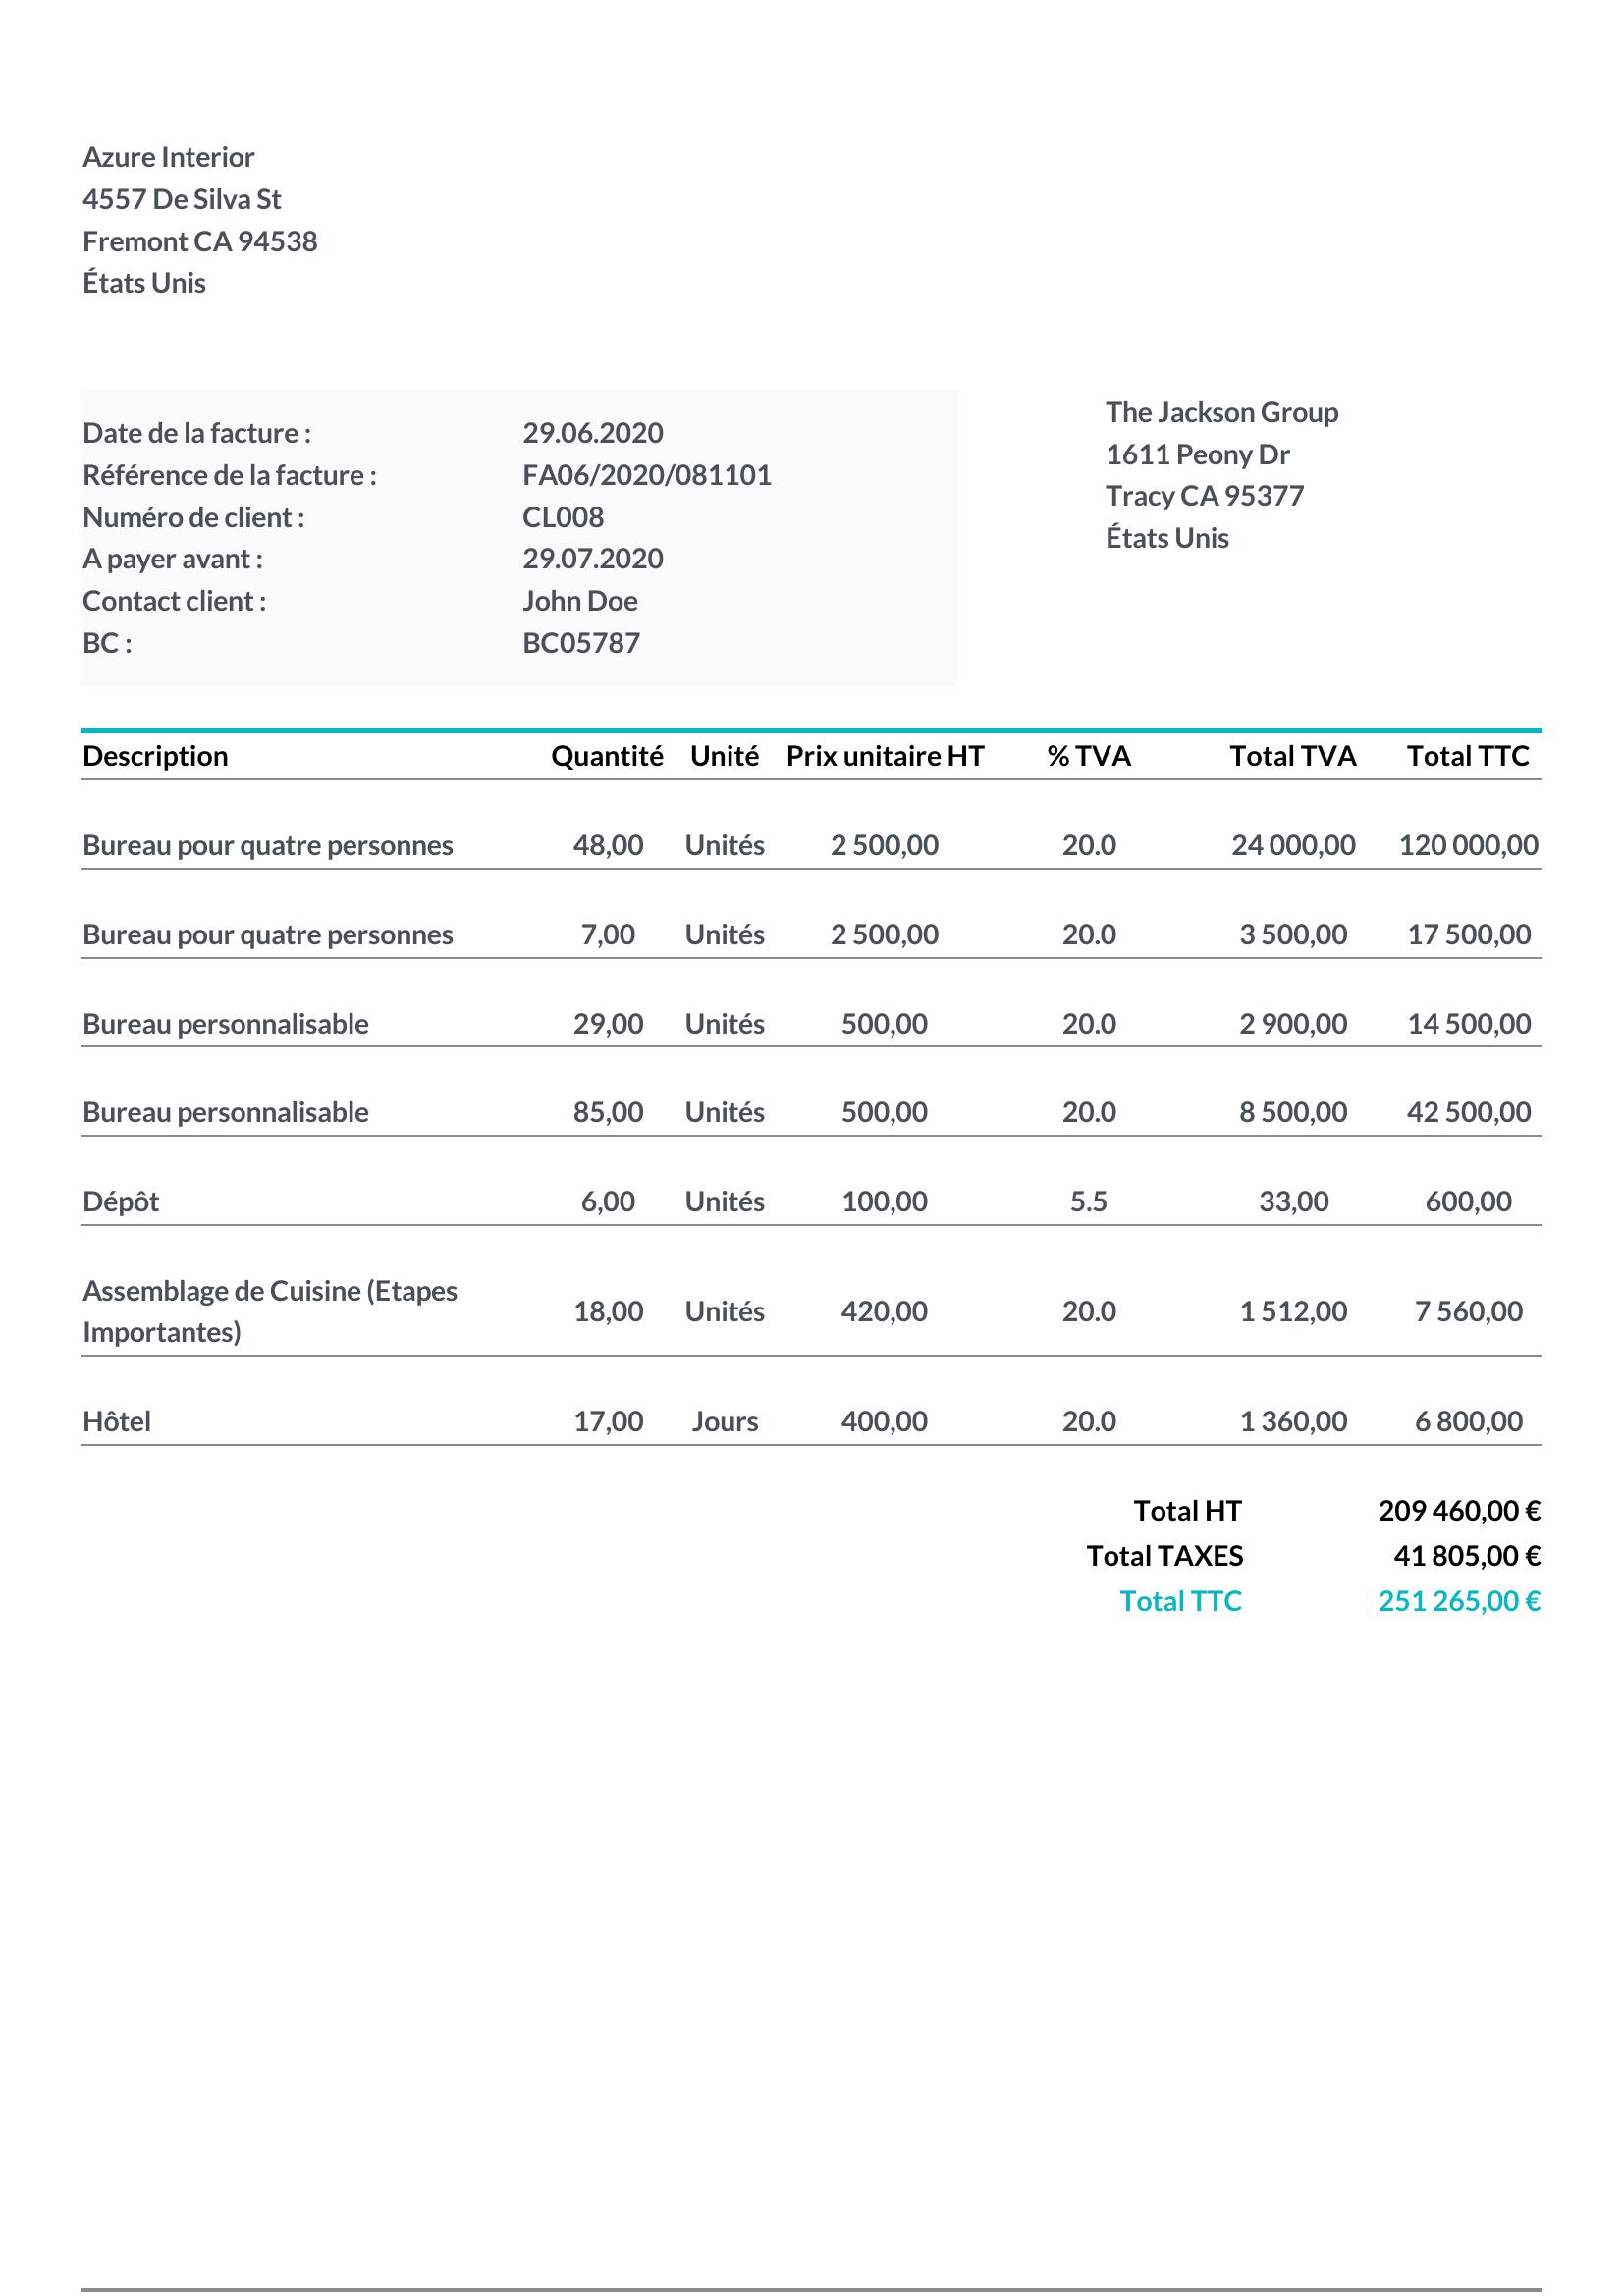 Azure Interior
4557 De Silva St
Fremont CA 94538
États Unis
Date de la facture : 29.06.2020
Référence de la facture : FA06/2020/081101
Numéro de client : CL008
A payer avant : 29.07.2020
Contact client : John Doe
BC : BC05787
The Jackson Group
1611 Peony Dr
Tracy CA 95377
États Unis
Description Quantité Unité Prix unitaire HT % TVA Total TVA Total TTC
Bureau pour quatre personnes 48,00 Unités 2 500,00 20.0 24 000,00 120 000,00
Bureau pour quatre personnes 7,00 Unités 2 500,00 20.0 3 500,00 17 500,00
Bureau personnalisable 29,00 Unités 500,00 20.0 2 900,00 14 500,00
Bureau personnalisable 85,00 Unités 500,00 20.0 8 500,00 42 500,00
Dépôt 6,00 Unités 100,00 5.5 33,00 600,00
Assemblage de Cuisine (Etapes
Importantes) 18,00 Unités 420,00 20.0 1 512,00 7 560,00
Hôtel 17,00 Jours 400,00 20.0 1 360,00 6 800,00
Total HT 209 460,00 €
Total TAXES 41 805,00 €
Total TTC 251 265,00 €